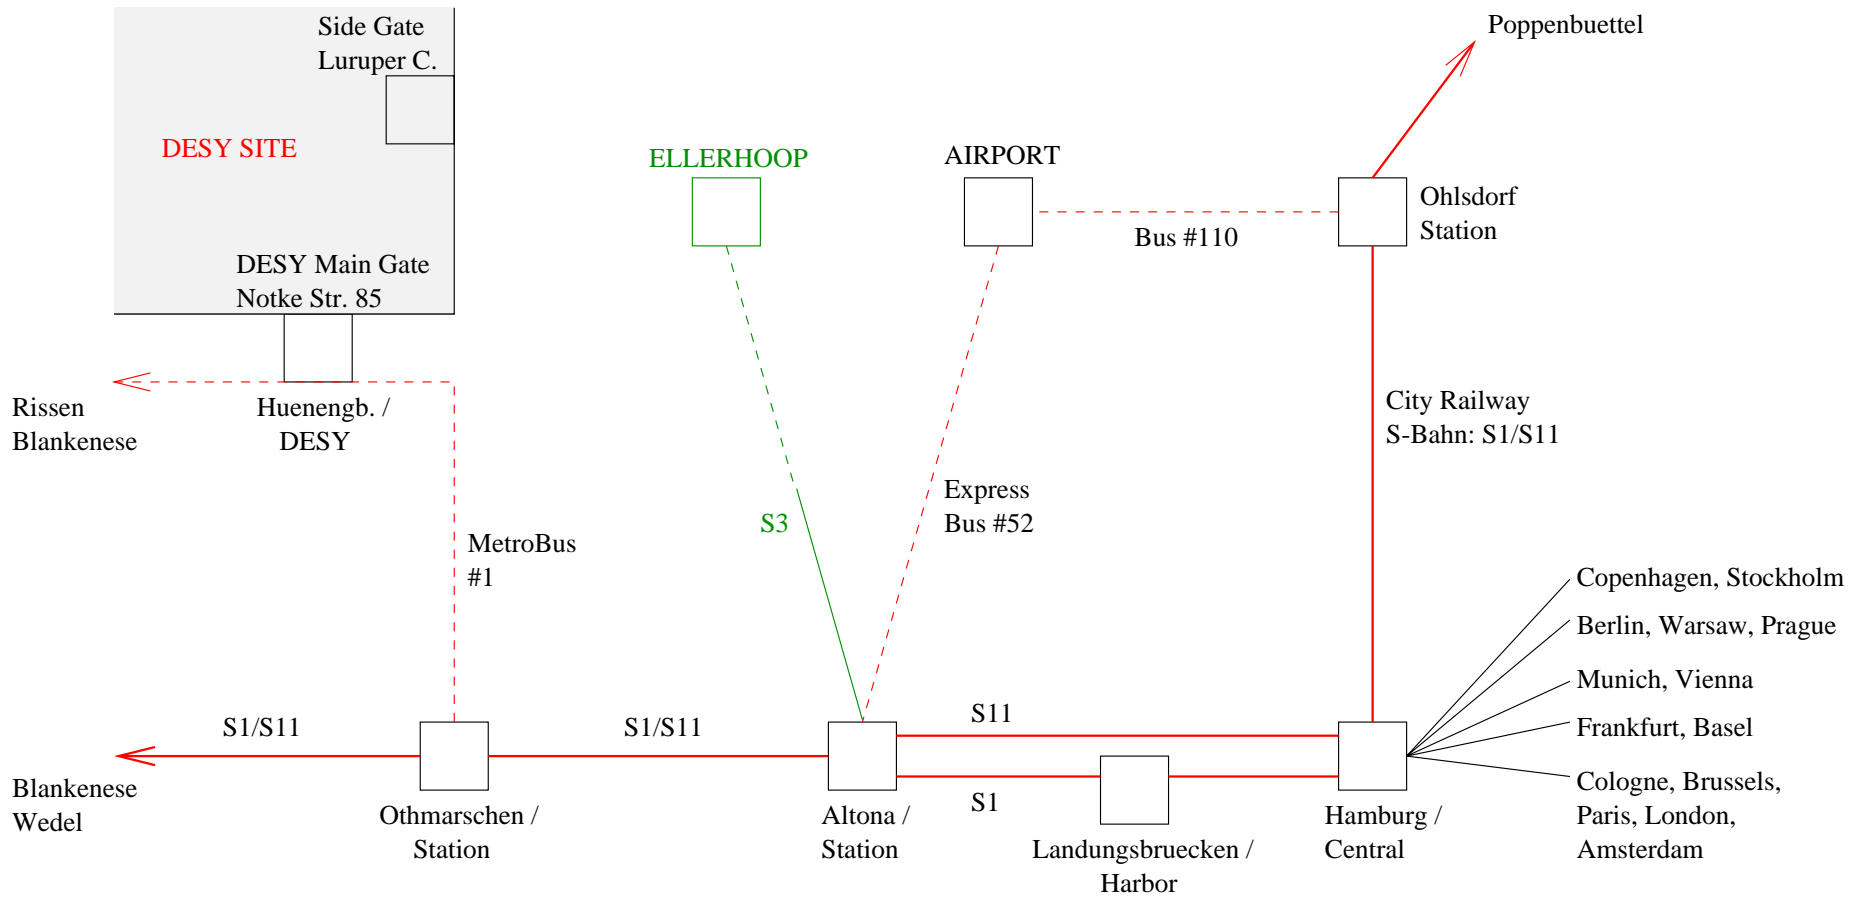 Side Gate
Luruper C.
DESY SITE
DESY Main Gate
Notke Str. 85
Rissen
Blankenese
Huenengb. /
DESY
MetroBus
#1
ELLERHOOP
S3
AIRPORT
Express
Bus #52
Bus #110
Poppenbuettel
Ohlsdorf
Station
City Railway
S-Bahn: S1/S11
Copenhagen, Stockholm
Berlin, Warsaw, Prague
Munich, Vienna
Frankfurt, Basel
Cologne, Brussels,
Paris, London,
Amsterdam
S1/S11
S1/S11
S11
S1
Blankenese
Wedel
Othmarschen /
Station
Altona /
Station
Landungsbruecken /
Harbor
Hamburg /
Central